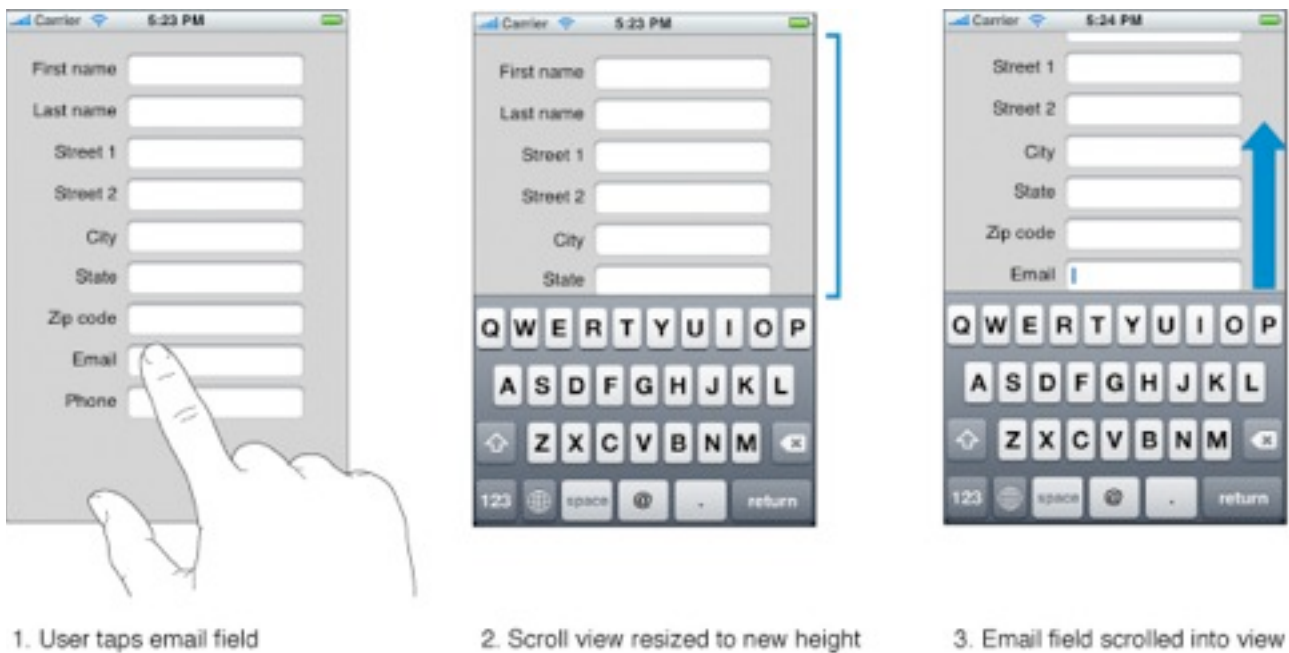 Carrier 5:23 PM
First name
Last name
Street 1
Street 2
City
State
Zip code
Email
Phone
1. User taps email field
Carrier 5:23 PM
First name
Last name
Street 1
Street 2
City
State
Q W E R T Y U I O P
A S D F G H J K L
Z X C V B N M
123 space @ . return
2. Scroll view resized to new height
Carrier 5:24 PM
Street 1
Street 2
City
State
Zip code
Email
Q W E R T Y U I O P
A S D F G H J K L
Z X C V B N M
123 space @ . return
3. Email field scrolled into view